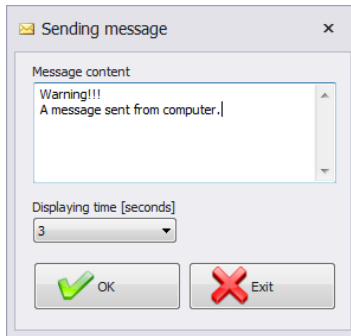 Sending message
Message content
Warning!!!
A message sent from computer.
Displaying time [seconds]
3
OK
Exit